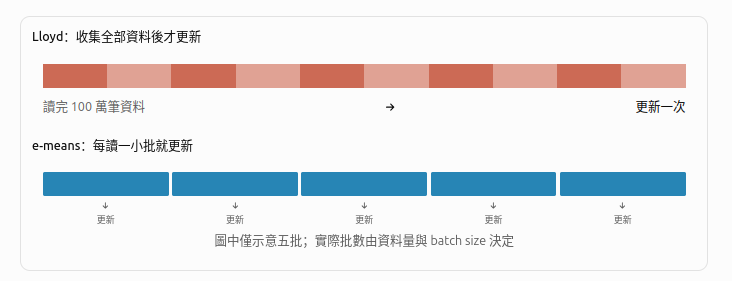 Lloyd：收集全部資料後才更新
讀完 100 萬筆資料 → 更新一次
e-means：每讀一小批就更新
↓ ↓ ↓ ↓ ↓
更新 更新 更新 更新 更新
圖中僅示意五批；實際批數由資料量與 batch size 決定